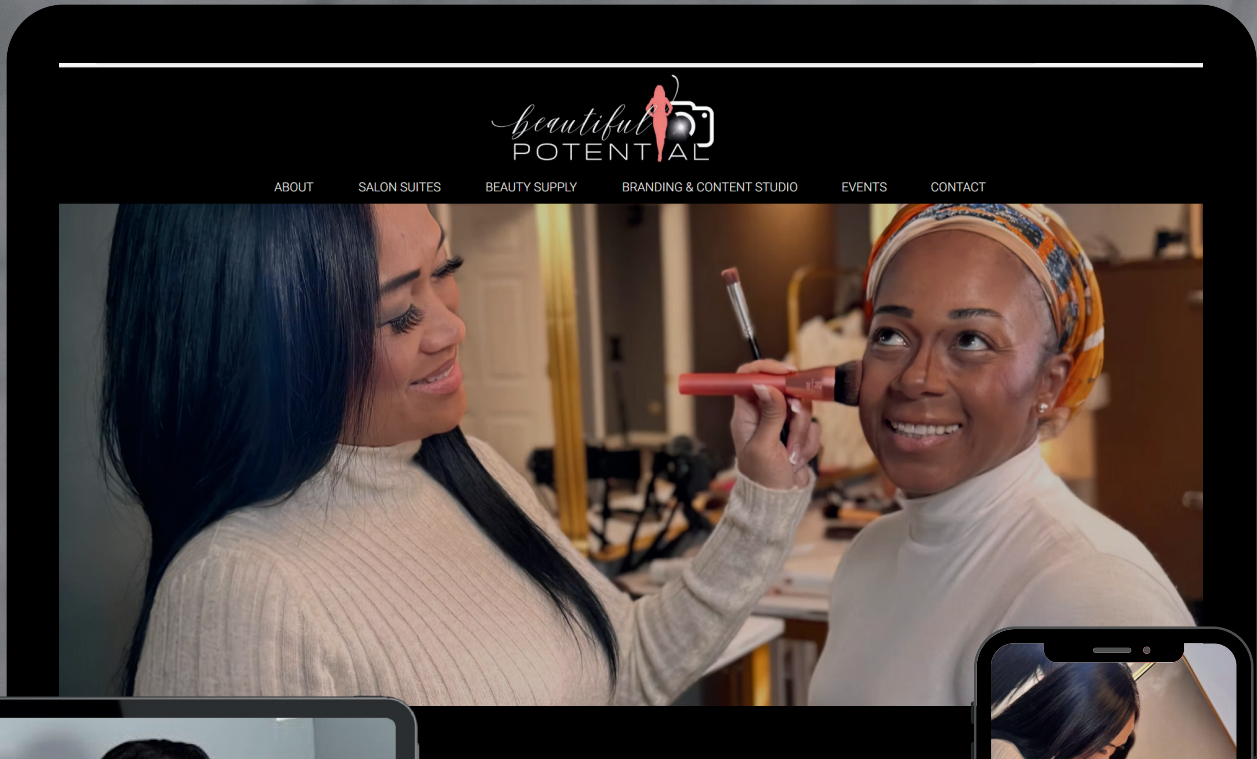 beautiful
POTENTIAL
ABOUT SALON SUITES BEAUTY SUPPLY BRANDING & CONTENT STUDIO EVENTS CONTACT